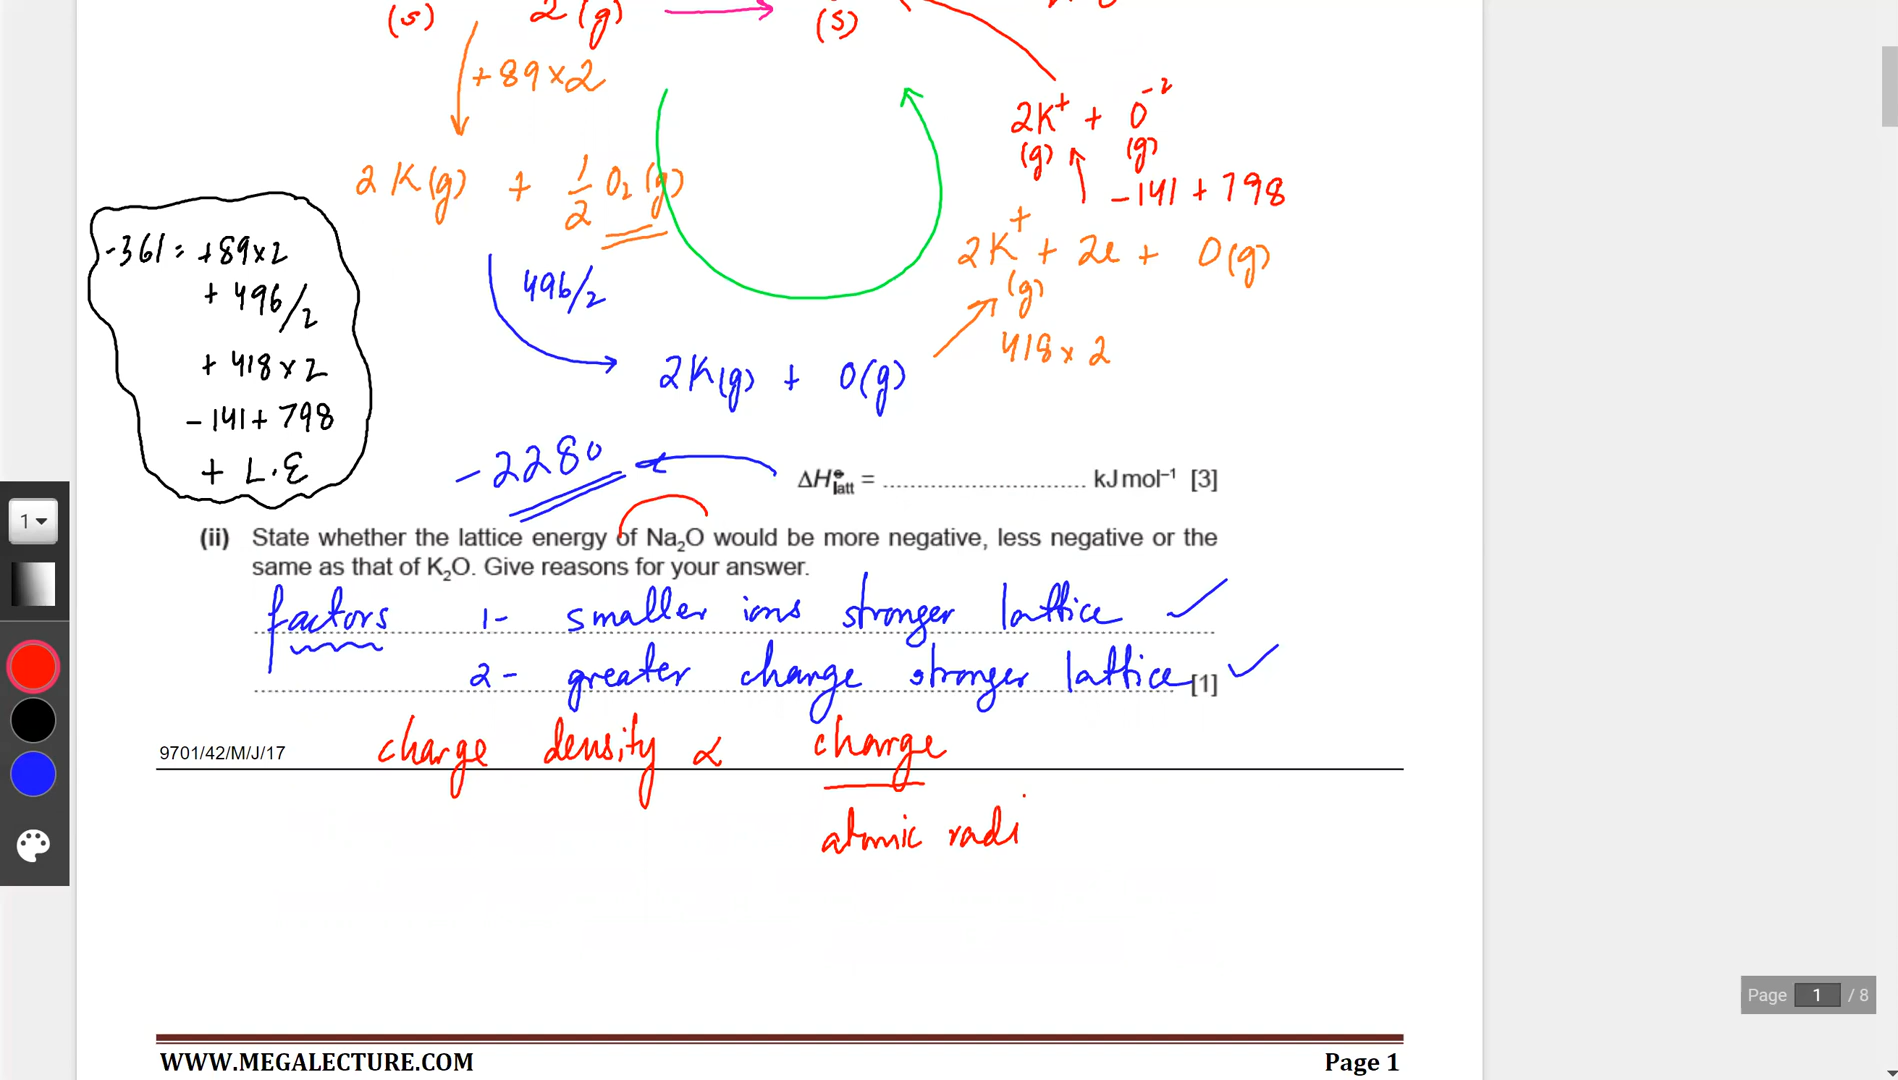 (s) 2 (g) (s)
+89×2
2K⁺ + O⁻²
(g) (g)
-141 + 798
2 K(g) + 1/2 O₂ (g)
2K⁺ + 2e + O(g)
(g)
418 × 2
496/2
2K(g) + O(g)
-361 = +89×2
+ 496/2
+ 418 × 2
- 141 + 798
+ L.E
-2280
ΔH⦵latt = .............................. kJ mol⁻¹ [3]
(ii) State whether the lattice energy of Na₂O would be more negative, less negative or the
same as that of K₂O. Give reasons for your answer.
factors 1- smaller ions stronger lattice ✓
2- greater change stronger lattice [1] ✓
9701/42/M/J/17
charge density ∝ charge
atomic radi
1
Page 1 / 8
WWW.MEGALECTURE.COM Page 1